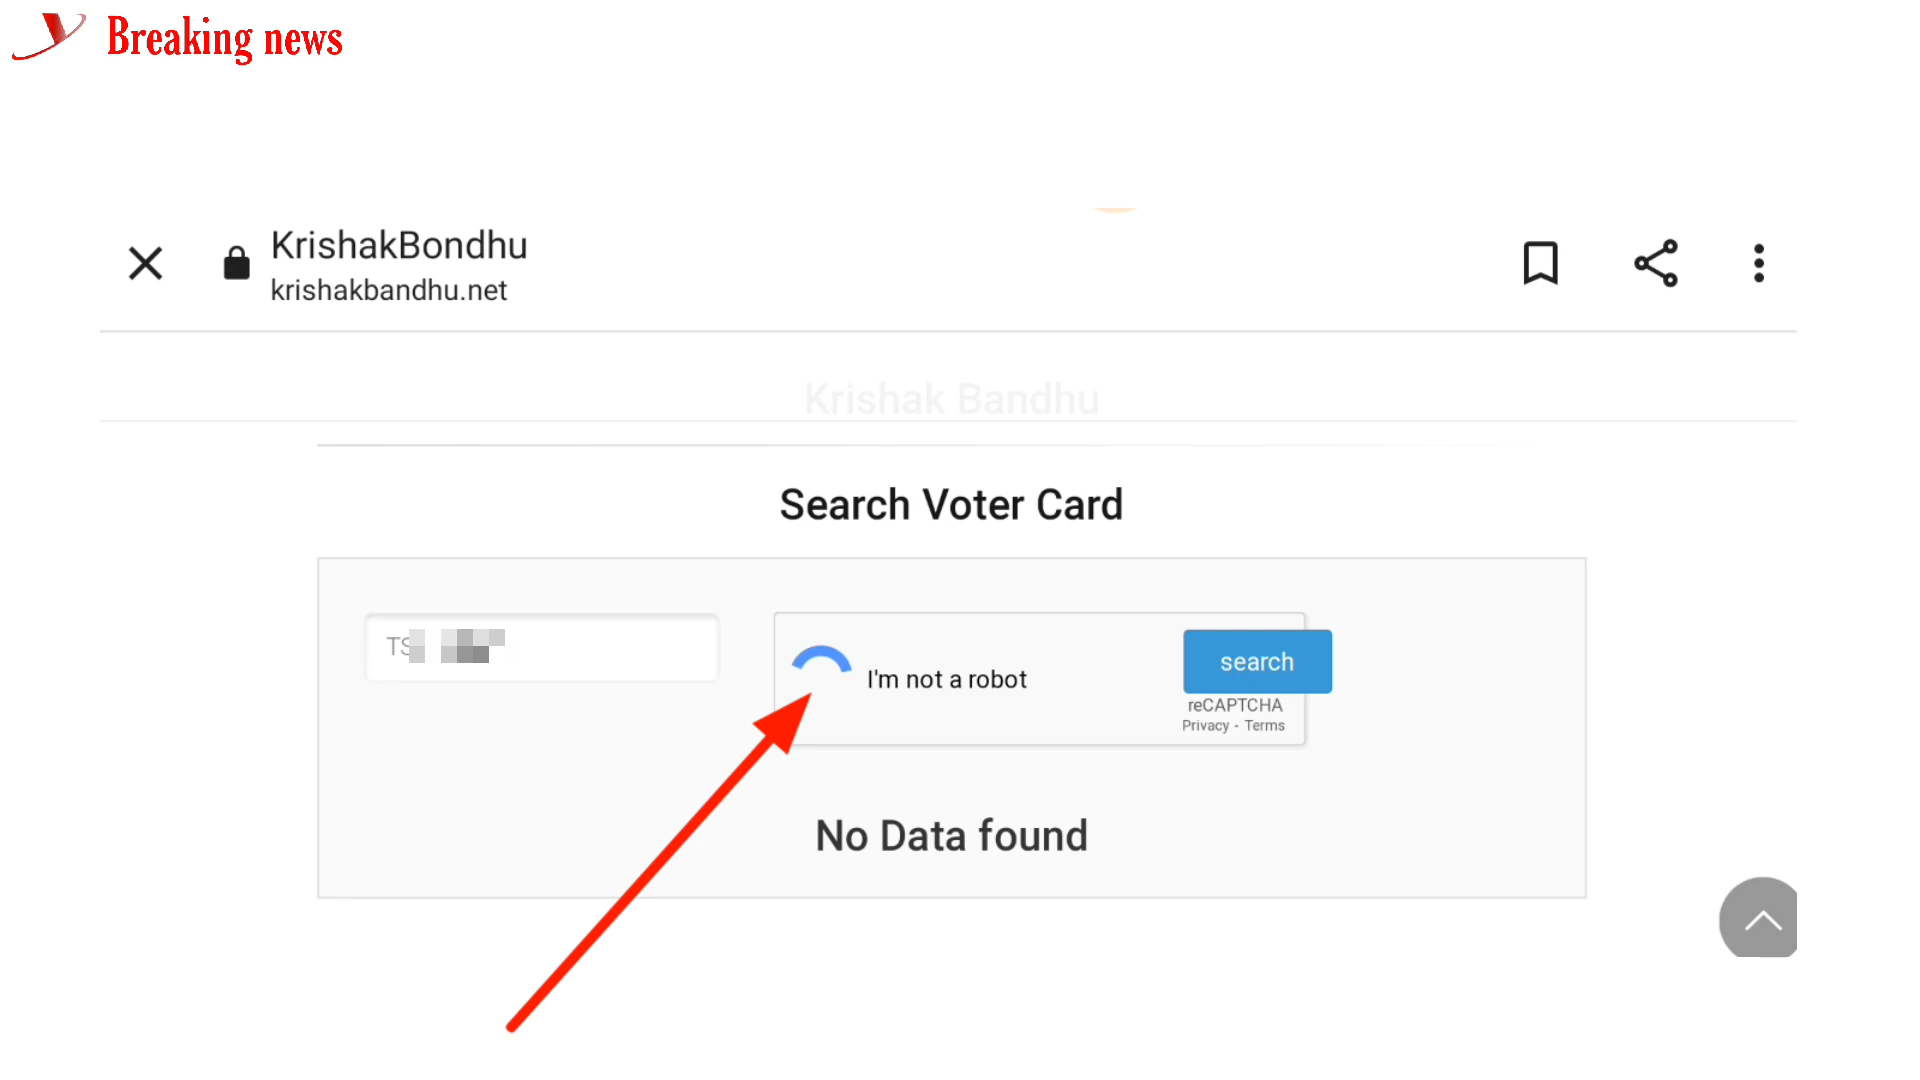 Breaking news
KrishakBondhu
krishakbandhu.net
Krishak Bandhu
Search Voter Card
TS
I'm not a robot
search
reCAPTCHA
Privacy - Terms
No Data found